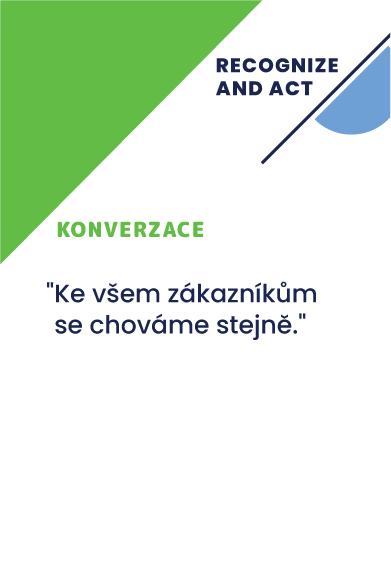 RECOGNIZE
AND ACT
KONVERZACE
"Ke všem zákazníkům
se chováme stejně."